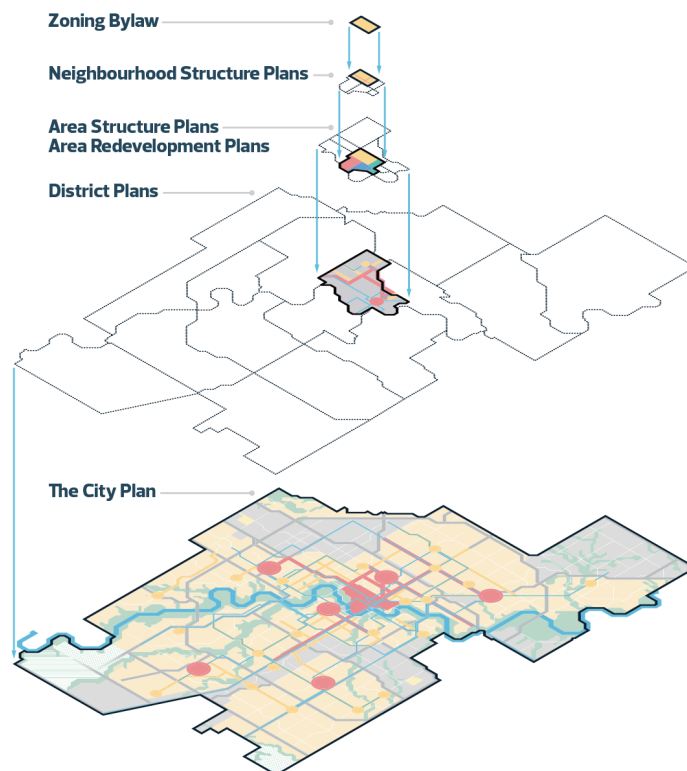 Zoning Bylaw
Neighbourhood Structure Plans
Area Structure Plans
Area Redevelopment Plans
District Plans
The City Plan